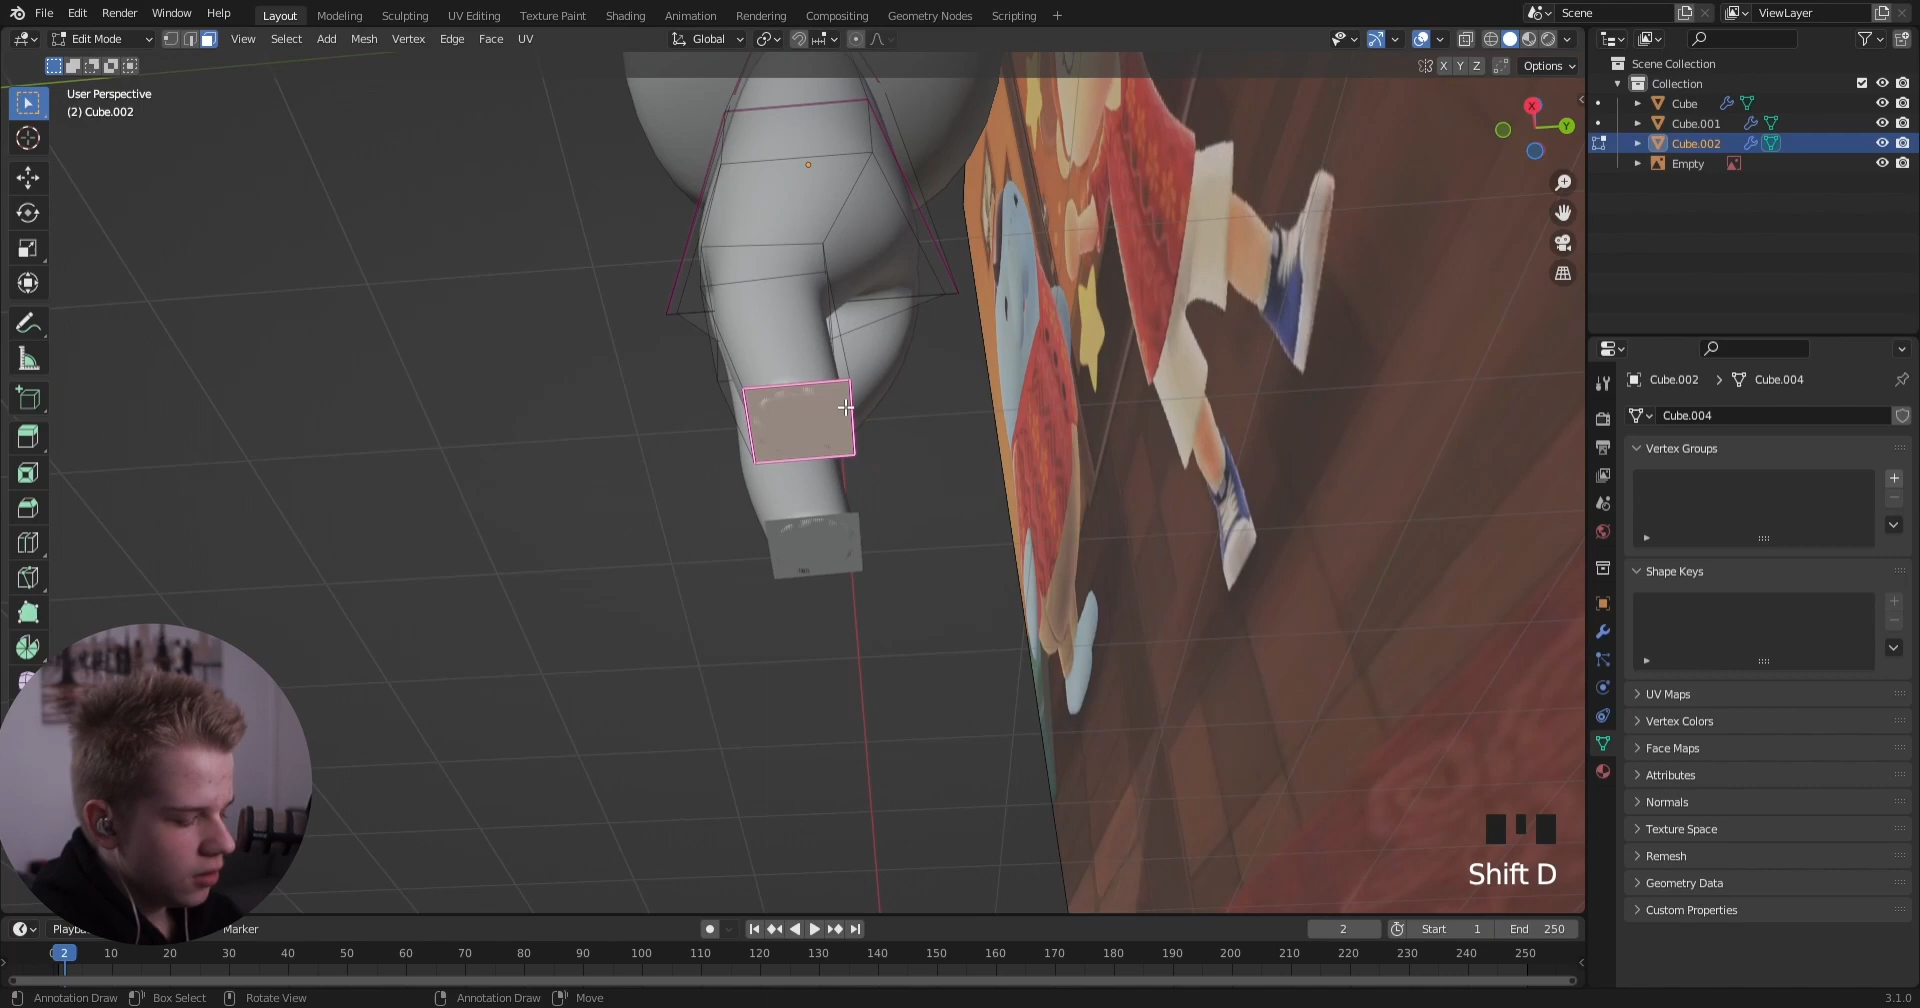 File Edit Render Window Help
Layout Modeling Sculpting UV Editing Texture Paint Shading Animation Rendering Compositing Geometry Nodes Scripting +
Scene
ViewLayer
Edit Mode View Select Add Mesh Vertex Edge Face UV
Global
X Y Z Options
User Perspective
(2) Cube.002
X
Y
Z
Scene Collection
Collection
Cube
Cube.001
Cube.002
Empty
Cube.002 > Cube.004
Cube.004
Vertex Groups
Shape Keys
UV Maps
Vertex Colors
Face Maps
Attributes
Normals
Texture Space
Remesh
Geometry Data
Custom Properties
Shift D
Marker
2 Start 1 End 250
2 10 20 30 40 50 60 70 80 90 100 110 120 130 140 150 160 170 180 190 200 210 220 230 240 250
Annotation Draw Box Select Rotate View Annotation Draw Move
3.1.0